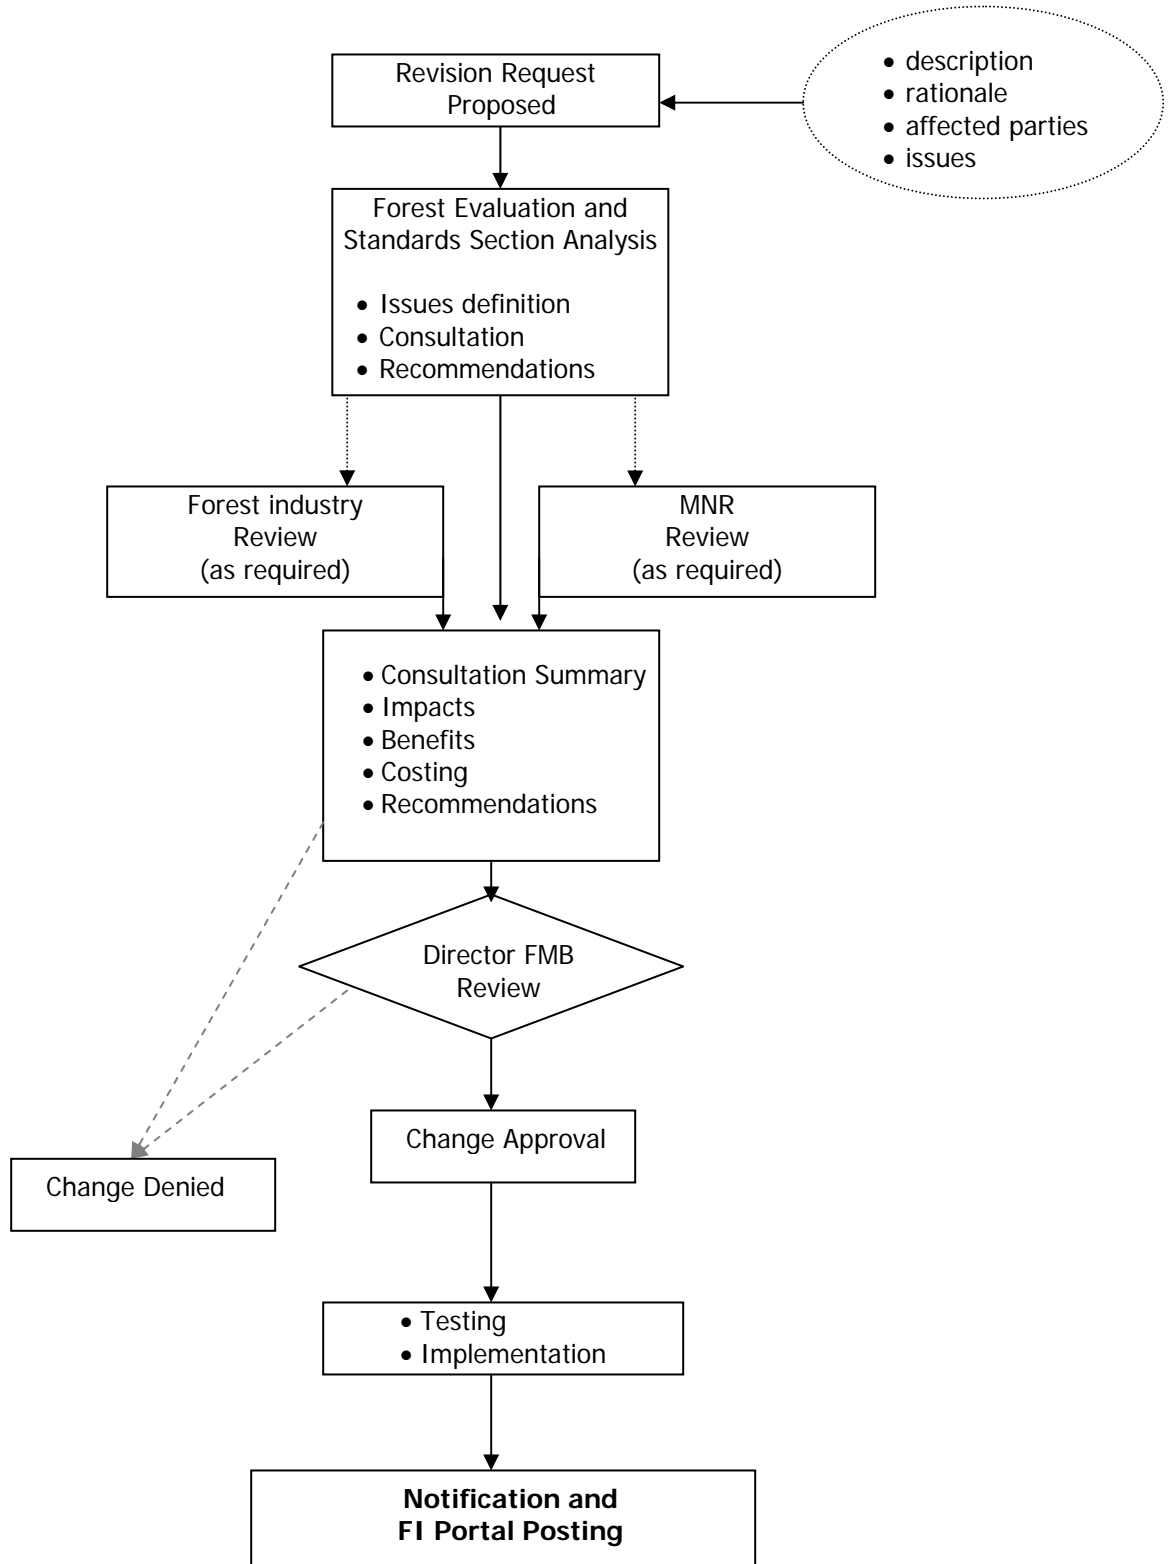 Revision Request
Proposed
• description
• rationale
• affected parties
• issues
Forest Evaluation and
Standards Section Analysis
• Issues definition
• Consultation
• Recommendations
Forest industry
Review
(as required)
MNR
Review
(as required)
• Consultation Summary
• Impacts
• Benefits
• Costing
• Recommendations
Director FMB
Review
Change Approval
Change Denied
• Testing
• Implementation
Notification and
FI Portal Posting